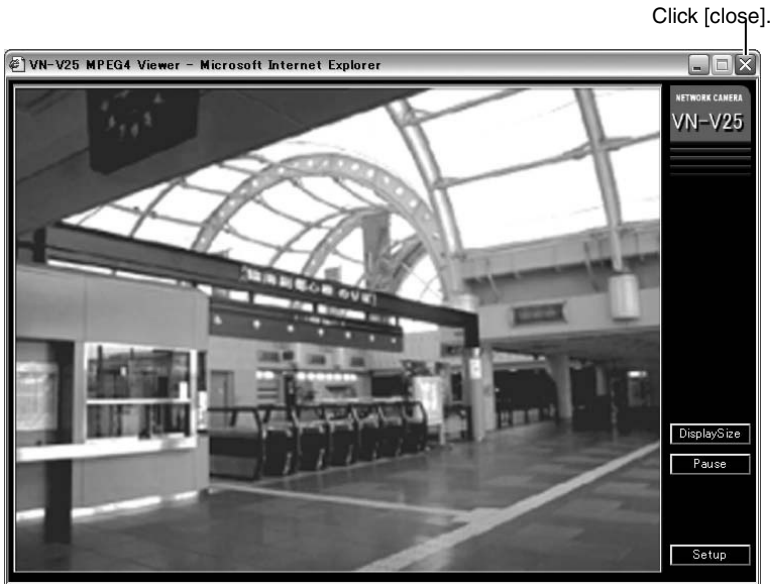 Click [close].
VN-V25 MPEG4 Viewer - Microsoft Internet Explorer
NETWORK CAMERA
VN-V25
DisplaySize
Pause
Setup